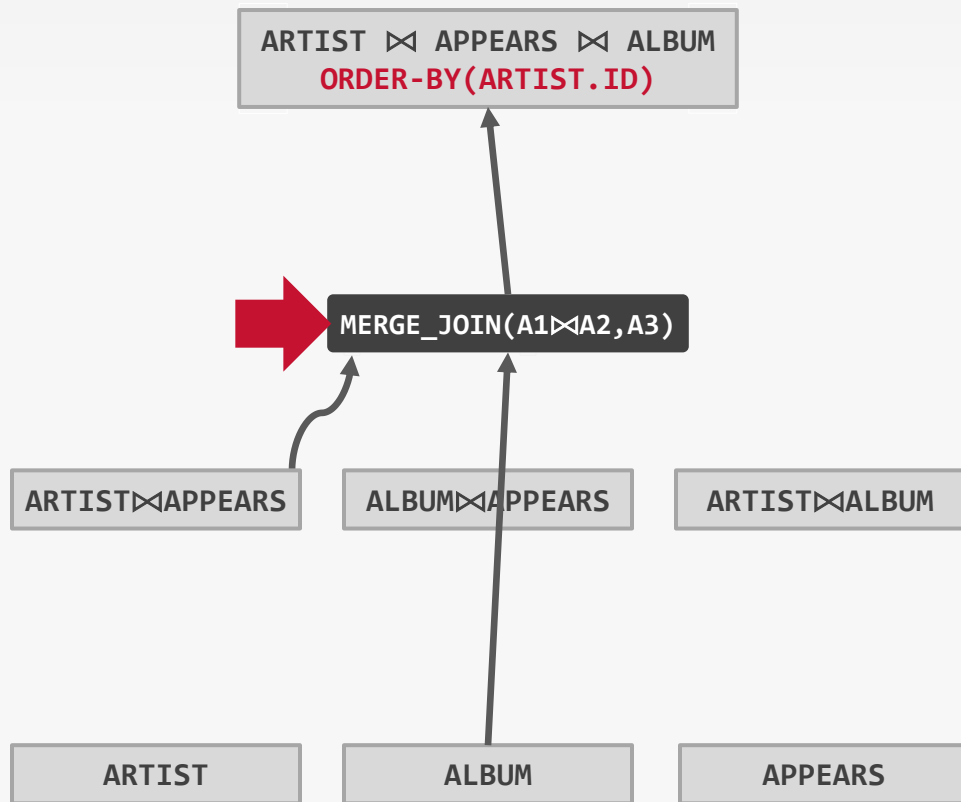 ARTIST ⨝ APPEARS ⨝ ALBUM
ORDER-BY(ARTIST.ID)
MERGE_JOIN(A1⨝A2,A3)
ARTIST⨝APPEARS
ALBUM⨝APPEARS
ARTIST⨝ALBUM
ARTIST
ALBUM
APPEARS